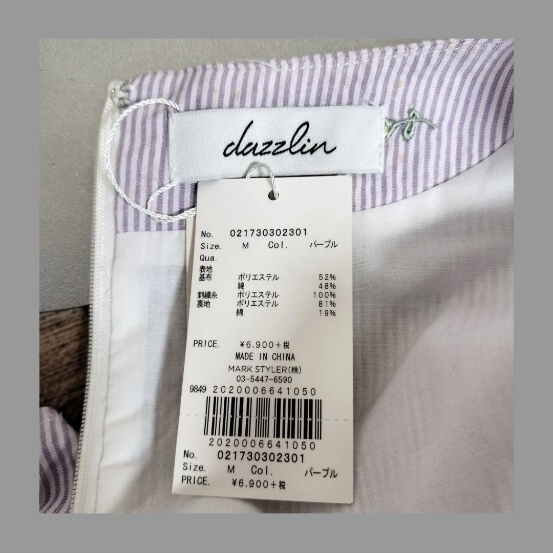 dazzlin
No. 021730302301
Size. M Col. パープル
Qua.
表地
基布 ポリエステル 52%
綿 48%
刺繍糸 ポリエステル 100%
裏地 ポリエステル 81%
綿 19%
PRICE. ¥6,900+税
MADE IN CHINA
MARK STYLER(株)
03-5447-6590
9849 2020006641050
2020006641050
No. 021730302301
Size. M Col. パープル
PRICE. ¥6,900+税